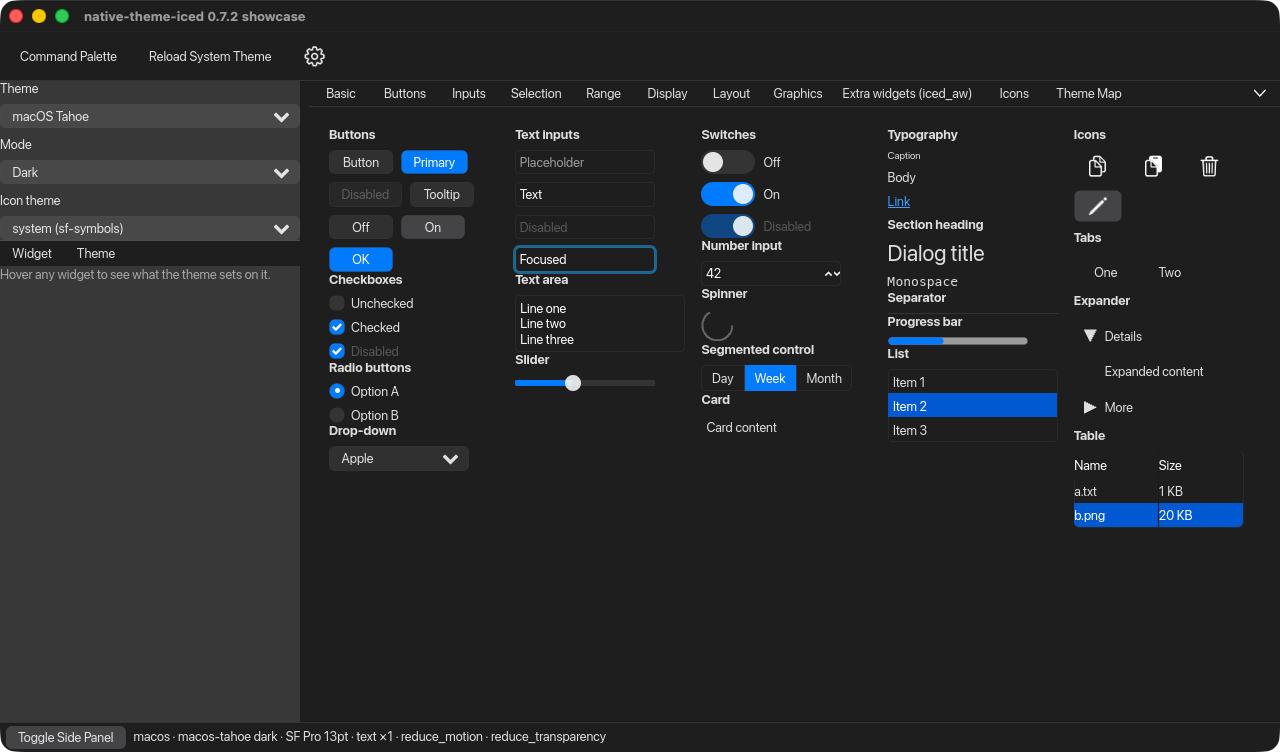 native-theme-iced 0.7.2 showcase
Command Palette Reload System Theme
Theme
macOS Tahoe
Mode
Dark
Icon theme
system (sf-symbols)
Widget Theme
Hover any widget to see what the theme sets on it.
Basic Buttons Inputs Selection Range Display Layout Graphics Extra widgets (iced_aw) Icons Theme Map
Buttons
Button Primary
Disabled Tooltip
Off On
OK
Checkboxes
Unchecked
Checked
Disabled
Radio buttons
Option A
Option B
Drop-down
Apple
Text inputs
Placeholder
Text
Disabled
Focused
Text area
Line one
Line two
Line three
Slider
Switches
Off
On
Disabled
Number input
42
Spinner
Segmented control
Day Week Month
Card
Card content
Typography
Caption
Body
Link
Section heading
Dialog title
Monospace
Separator
Progress bar
List
Item 1
Item 2
Item 3
Icons
Tabs
One Two
Expander
Details
Expanded content
More
Table
Name Size
a.txt 1 KB
b.png 20 KB
Toggle Side Panel macos · macos-tahoe dark · SF Pro 13pt · text ×1 · reduce_motion · reduce_transparency